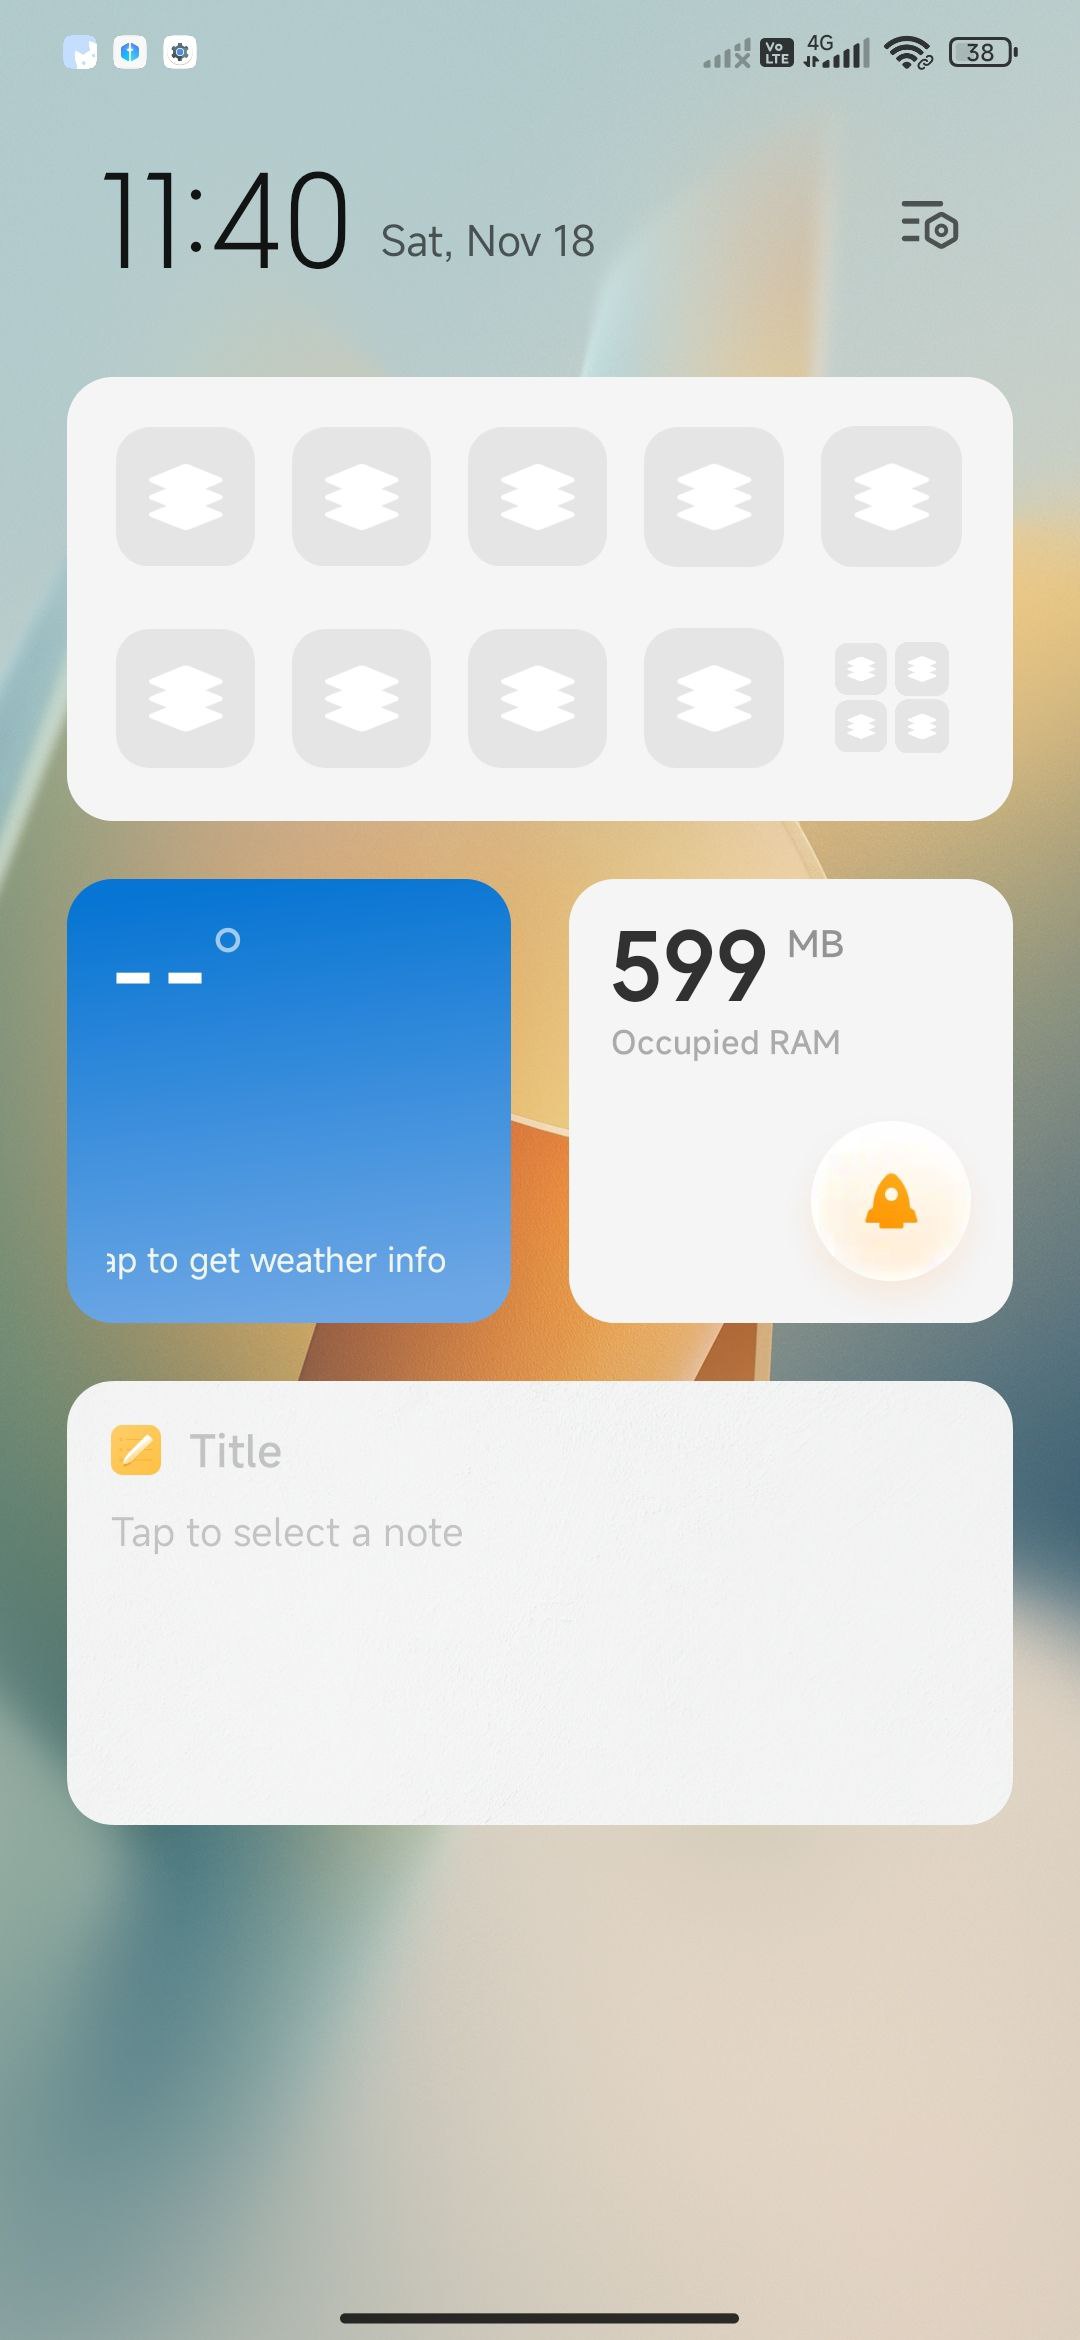 Vo LTE 4G 38
11:40 Sat, Nov 18
599 MB
Occupied RAM
ap to get weather info
Title
Tap to select a note